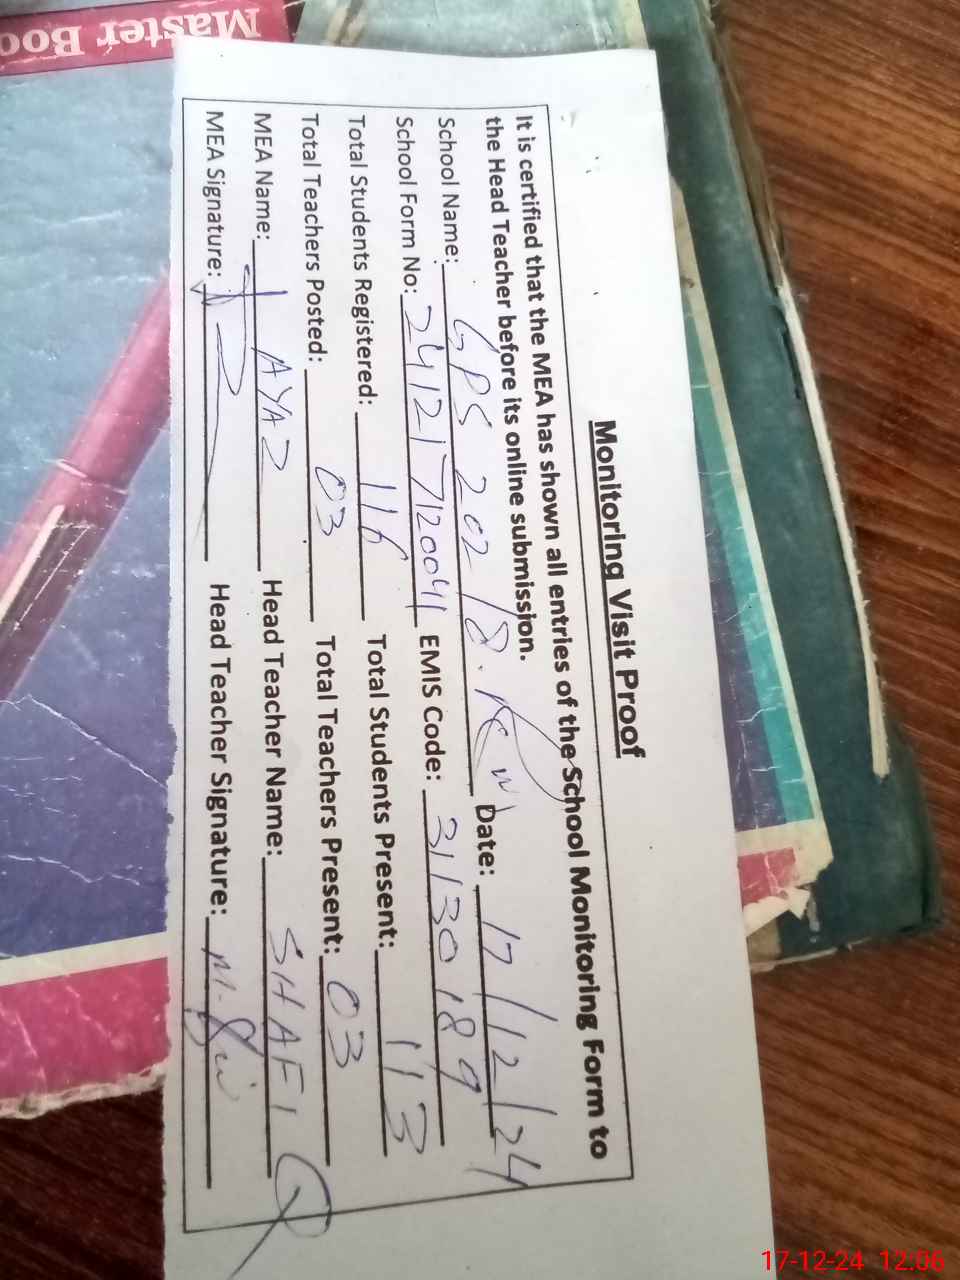 Master Boo
Monitoring Visit Proof
It is certified that the MEA has shown all entries of the School Monitoring Form to
the Head Teacher before its online submission.
School Name: GPS 202/8.R (W) Date: 17/12/24
School Form No: 241217120041 EMIS Code: 31130189
Total Students Registered: 116 Total Students Present: 113
Total Teachers Posted: 03 Total Teachers Present: 03
MEA Name: AYAZ Head Teacher Name: SHAFIQ
MEA Signature: Head Teacher Signature:
17-12-24 12:06